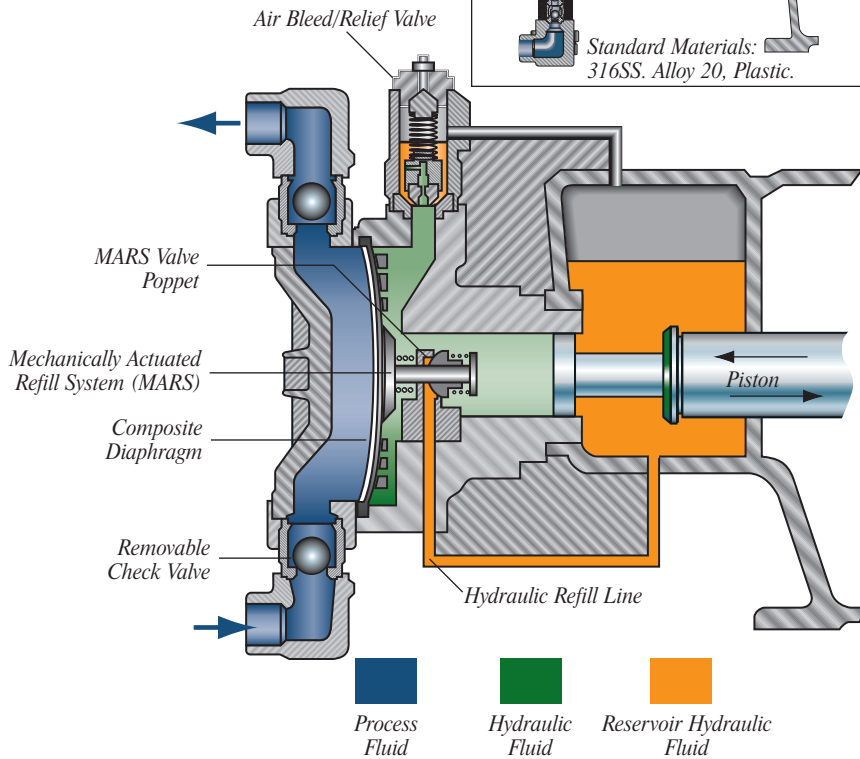 Air Bleed/Relief Valve
Standard Materials:
316SS. Alloy 20, Plastic.
MARS Valve
Poppet
Mechanically Actuated
Refill System (MARS)
Piston
Composite
Diaphragm
Removable
Check Valve
Hydraulic Refill Line
Process
Fluid
Hydraulic
Fluid
Reservoir Hydraulic
Fluid